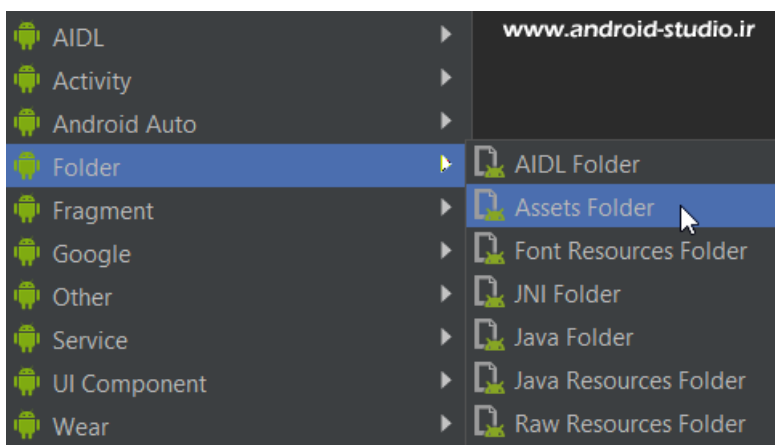 AIDL
Activity
Android Auto
Folder
Fragment
Google
Other
Service
UI Component
Wear
www.android-studio.ir
AIDL Folder
Assets Folder
Font Resources Folder
JNI Folder
Java Folder
Java Resources Folder
Raw Resources Folder